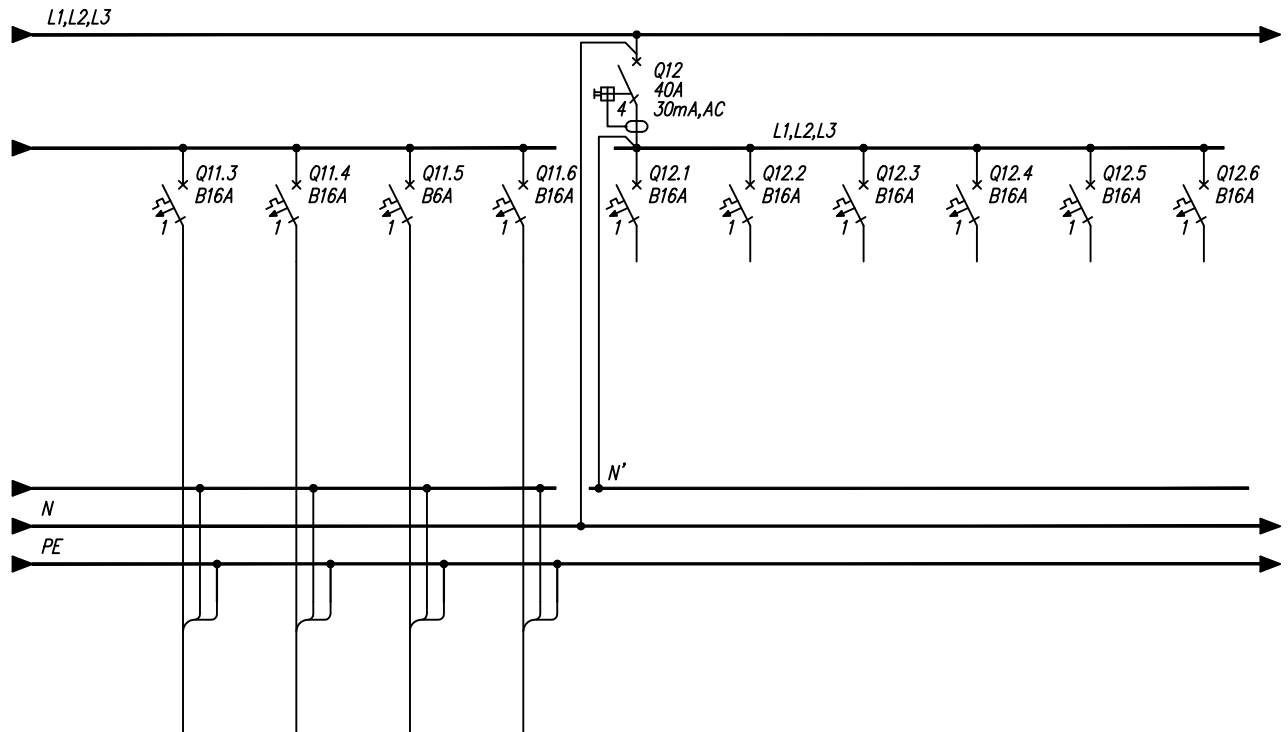 L1,L2,L3
Q12
40A
30mA,AC
4
L1,L2,L3
Q11.3
B16A
1
Q11.4
B16A
1
Q11.5
B6A
1
Q11.6
B16A
1
Q12.1
B16A
1
Q12.2
B16A
1
Q12.3
B16A
1
Q12.4
B16A
1
Q12.5
B16A
1
Q12.6
B16A
1
N'
N
PE